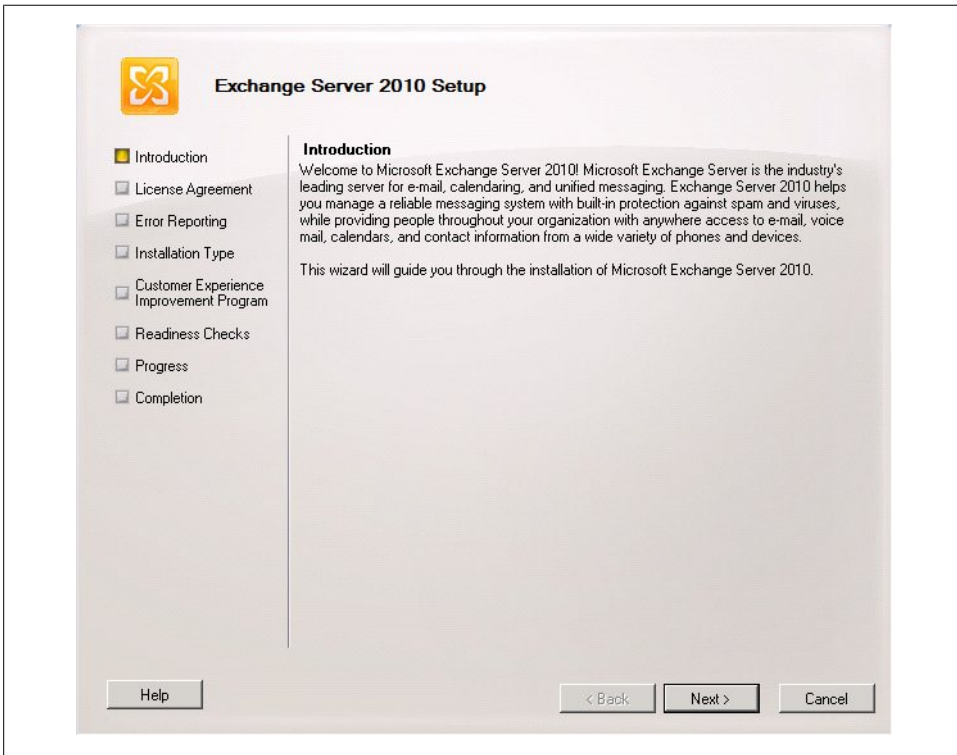 Exchange Server 2010 Setup
Introduction
License Agreement
Error Reporting
Installation Type
Customer Experience
Improvement Program
Readiness Checks
Progress
Completion
Introduction
Welcome to Microsoft Exchange Server 2010! Microsoft Exchange Server is the industry's
leading server for e-mail, calendaring, and unified messaging. Exchange Server 2010 helps
you manage a reliable messaging system with built-in protection against spam and viruses,
while providing people throughout your organization with anywhere access to e-mail, voice
mail, calendars, and contact information from a wide variety of phones and devices.
This wizard will guide you through the installation of Microsoft Exchange Server 2010.
Help
< Back
Next >
Cancel